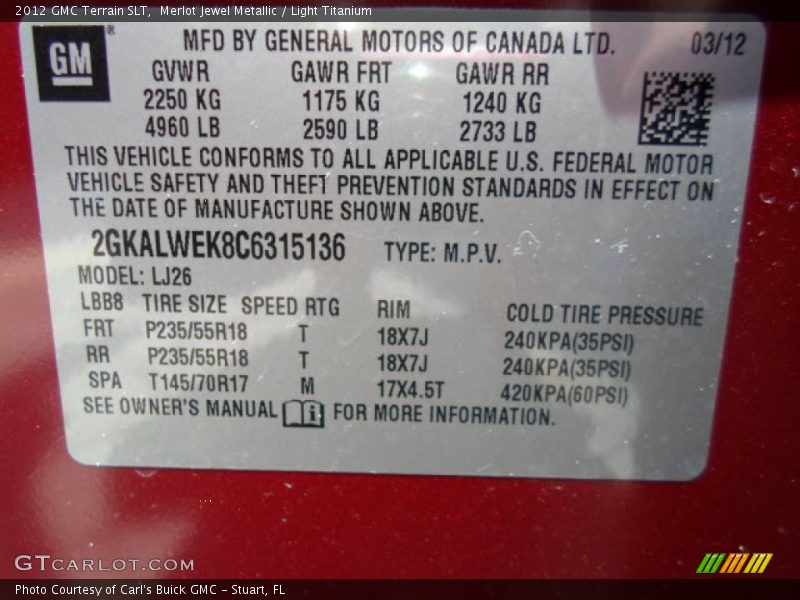 2012 GMC Terrain SLT,  Merlot Jewel Metallic / Light Titanium
GM ®
MFD BY GENERAL MOTORS OF CANADA LTD. 03/12
GVWR GAWR FRT GAWR RR
2250 KG 1175 KG 1240 KG
4960 LB 2590 LB 2733 LB
THIS VEHICLE CONFORMS TO ALL APPLICABLE U.S. FEDERAL MOTOR
VEHICLE SAFETY AND THEFT PREVENTION STANDARDS IN EFFECT ON
THE DATE OF MANUFACTURE SHOWN ABOVE.
2GKALWEK8C6315136 TYPE: M.P.V.
MODEL: LJ26
LBB8 TIRE SIZE SPEED RTG RIM COLD TIRE PRESSURE
FRT P235/55R18 T 18X7J 240KPA(35PSI)
RR P235/55R18 T 18X7J 240KPA(35PSI)
SPA T145/70R17 M 17X4.5T 420KPA(60PSI)
SEE OWNER'S MANUAL i FOR MORE INFORMATION.
GTCARLOT.COM
Photo Courtesy of Carl's Buick GMC – Stuart, FL